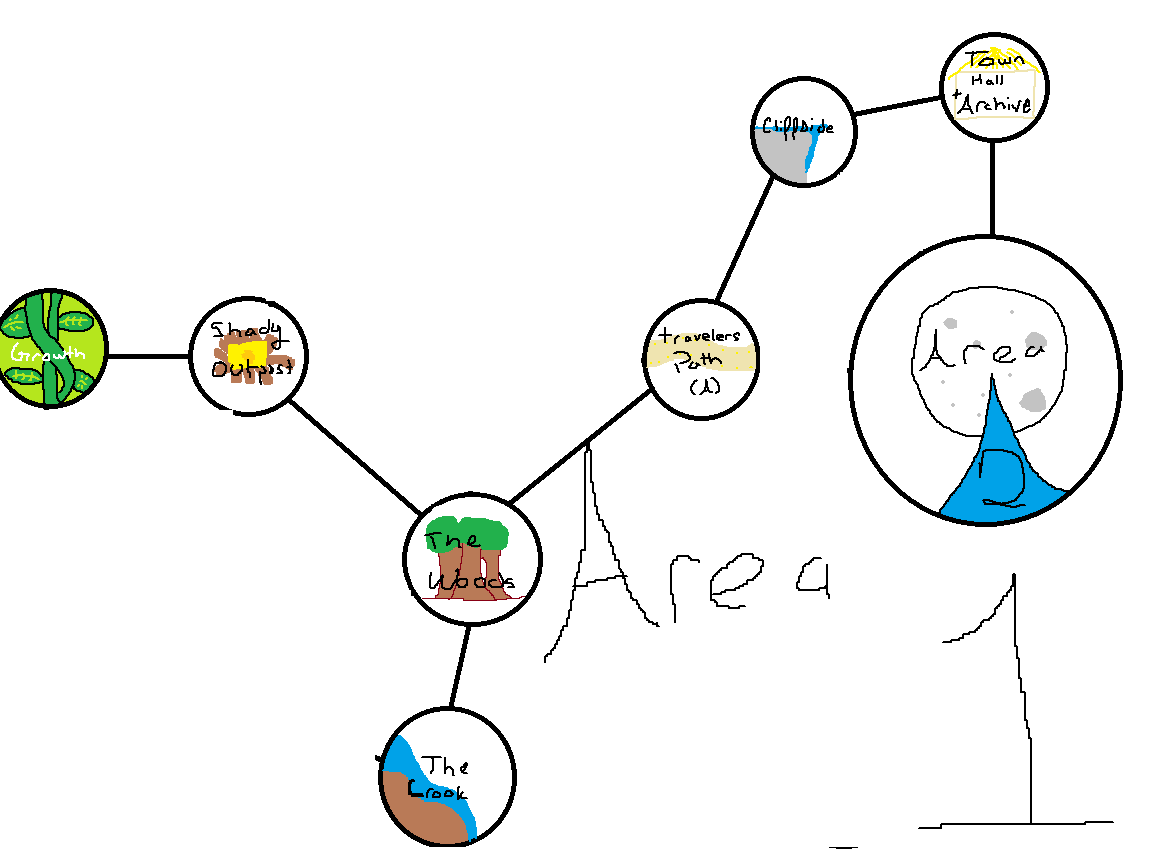 Town
Hall
+
Archive
CliffSide
Growth
Shady
Outpost
travelers
Path
(1)
Area
2
The
Woods
Area
1
The
Crook